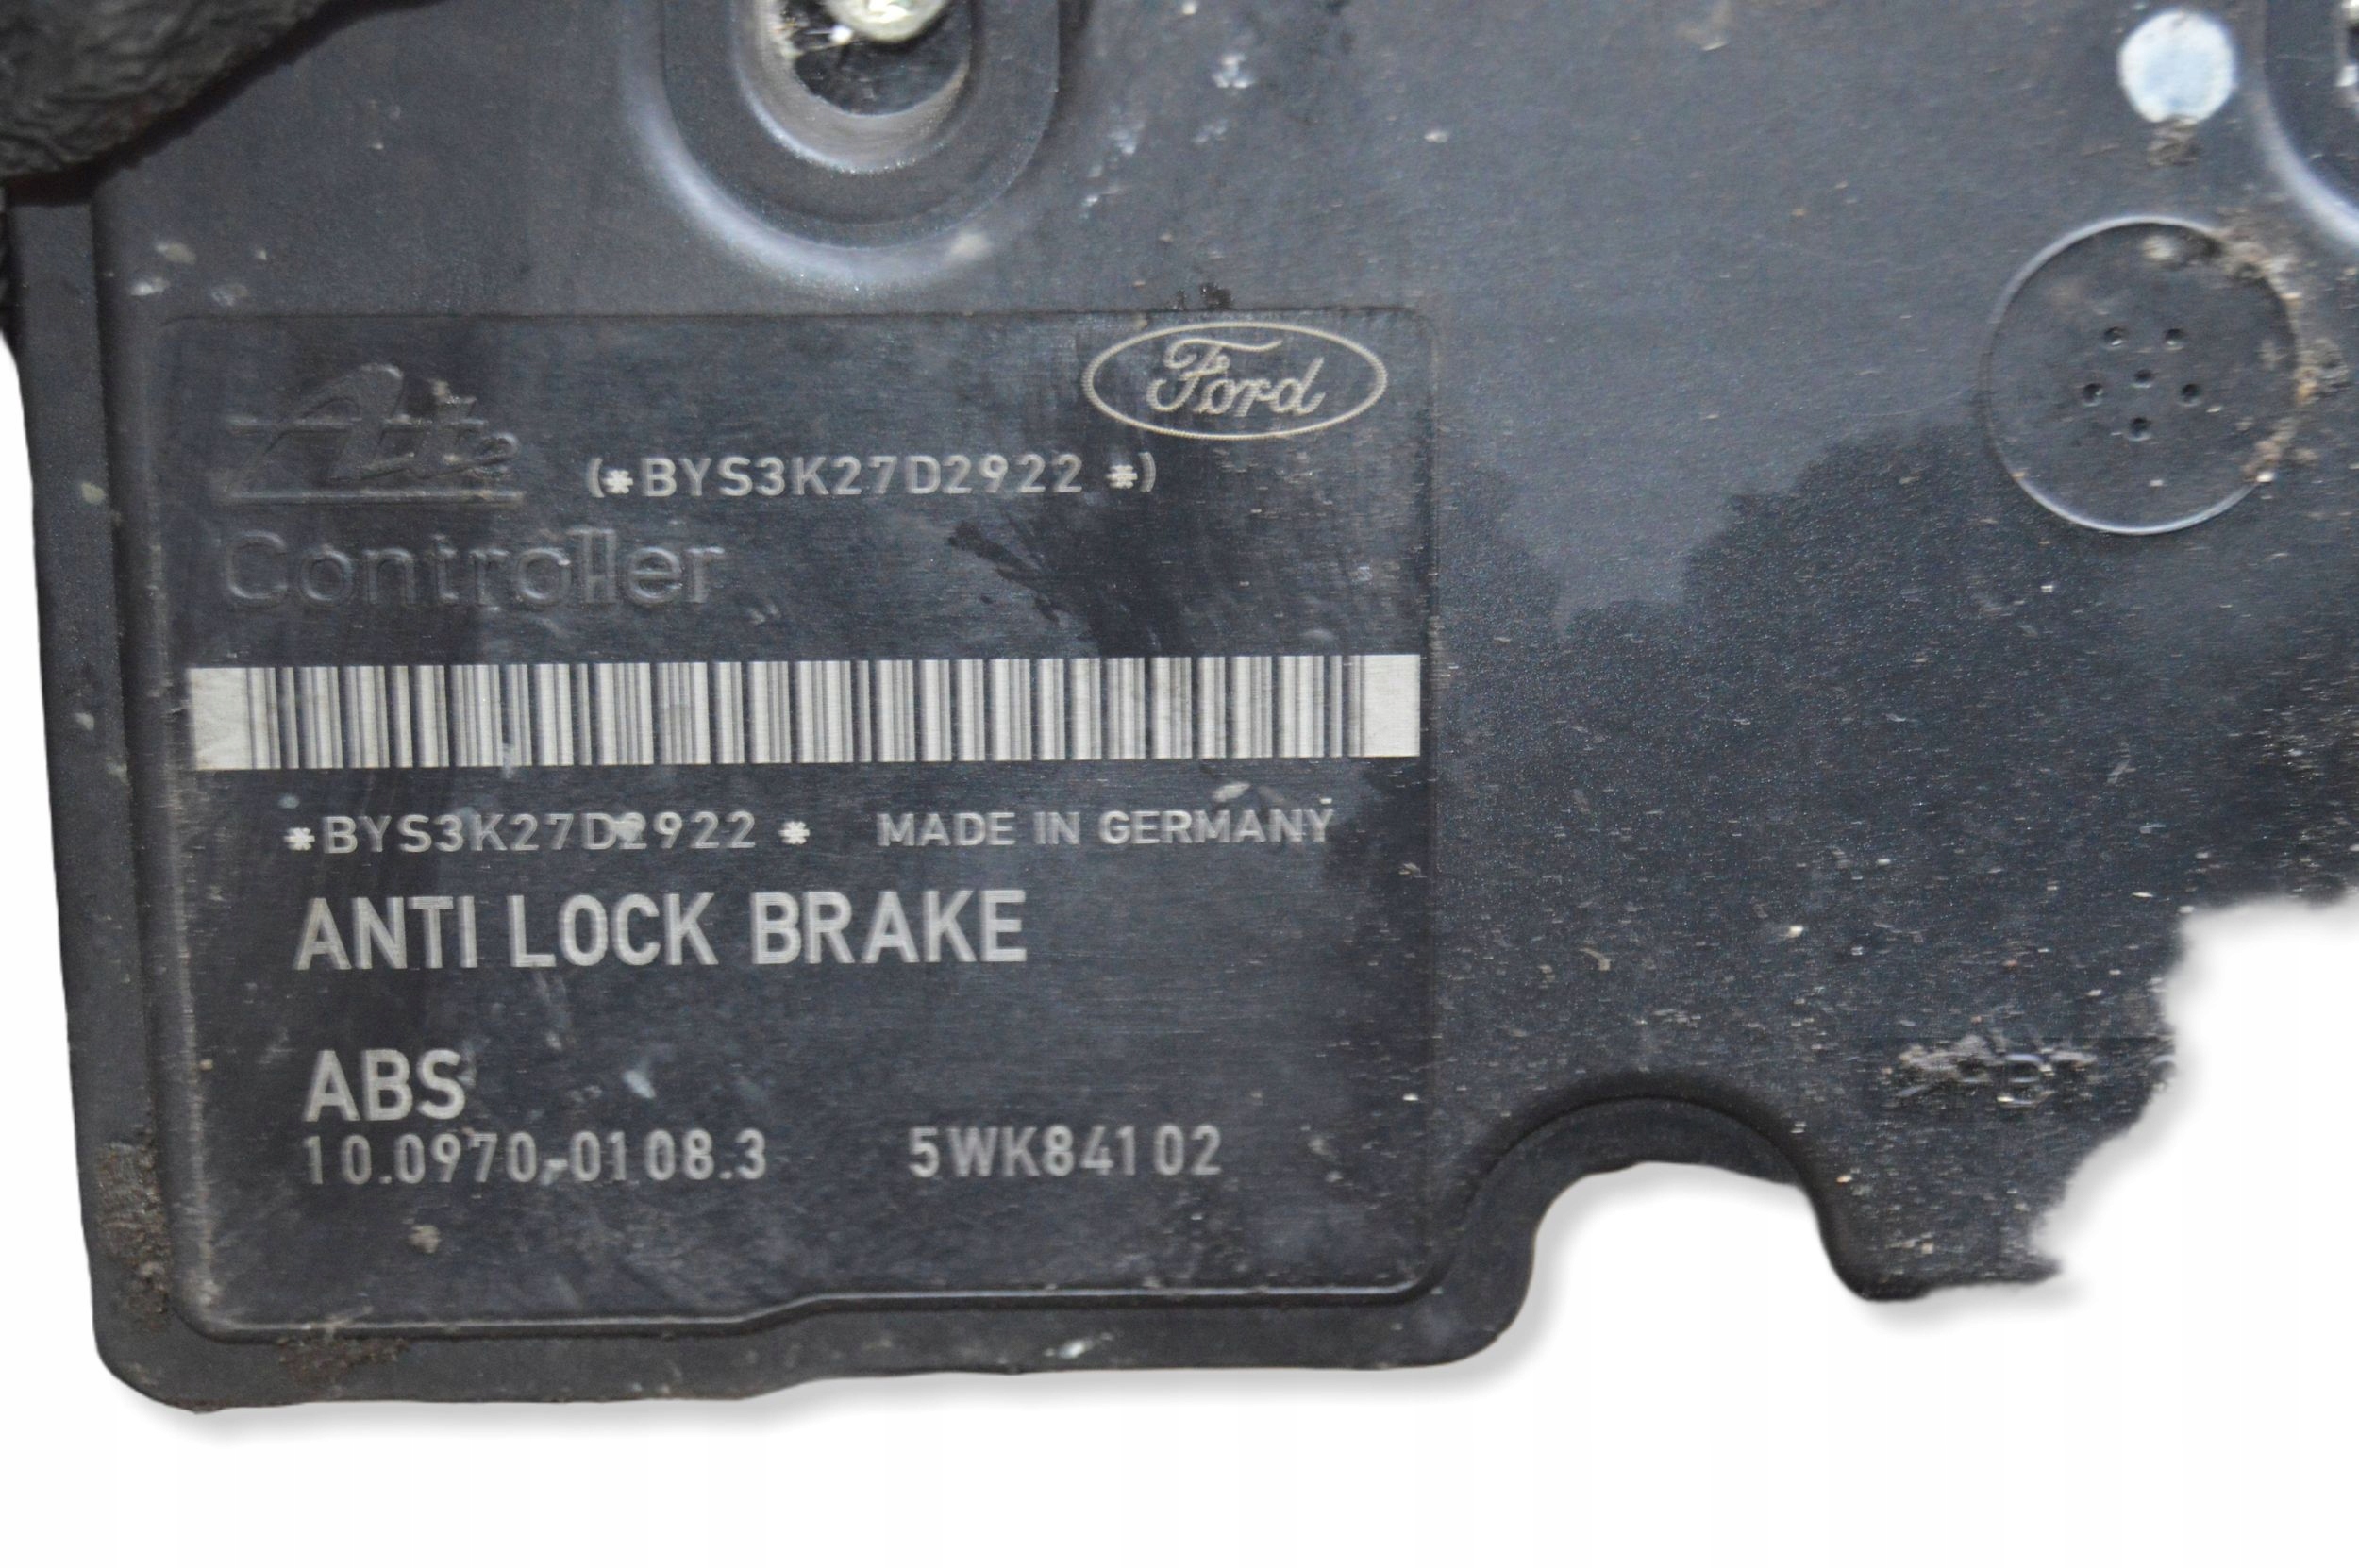 Ford
Ate
(*BYS3K27D2922 *)
Controller
*BYS3K27D2922 * MADE IN GERMANY
ANTI LOCK BRAKE
ABS
10.0970-0108.3 5WK84102